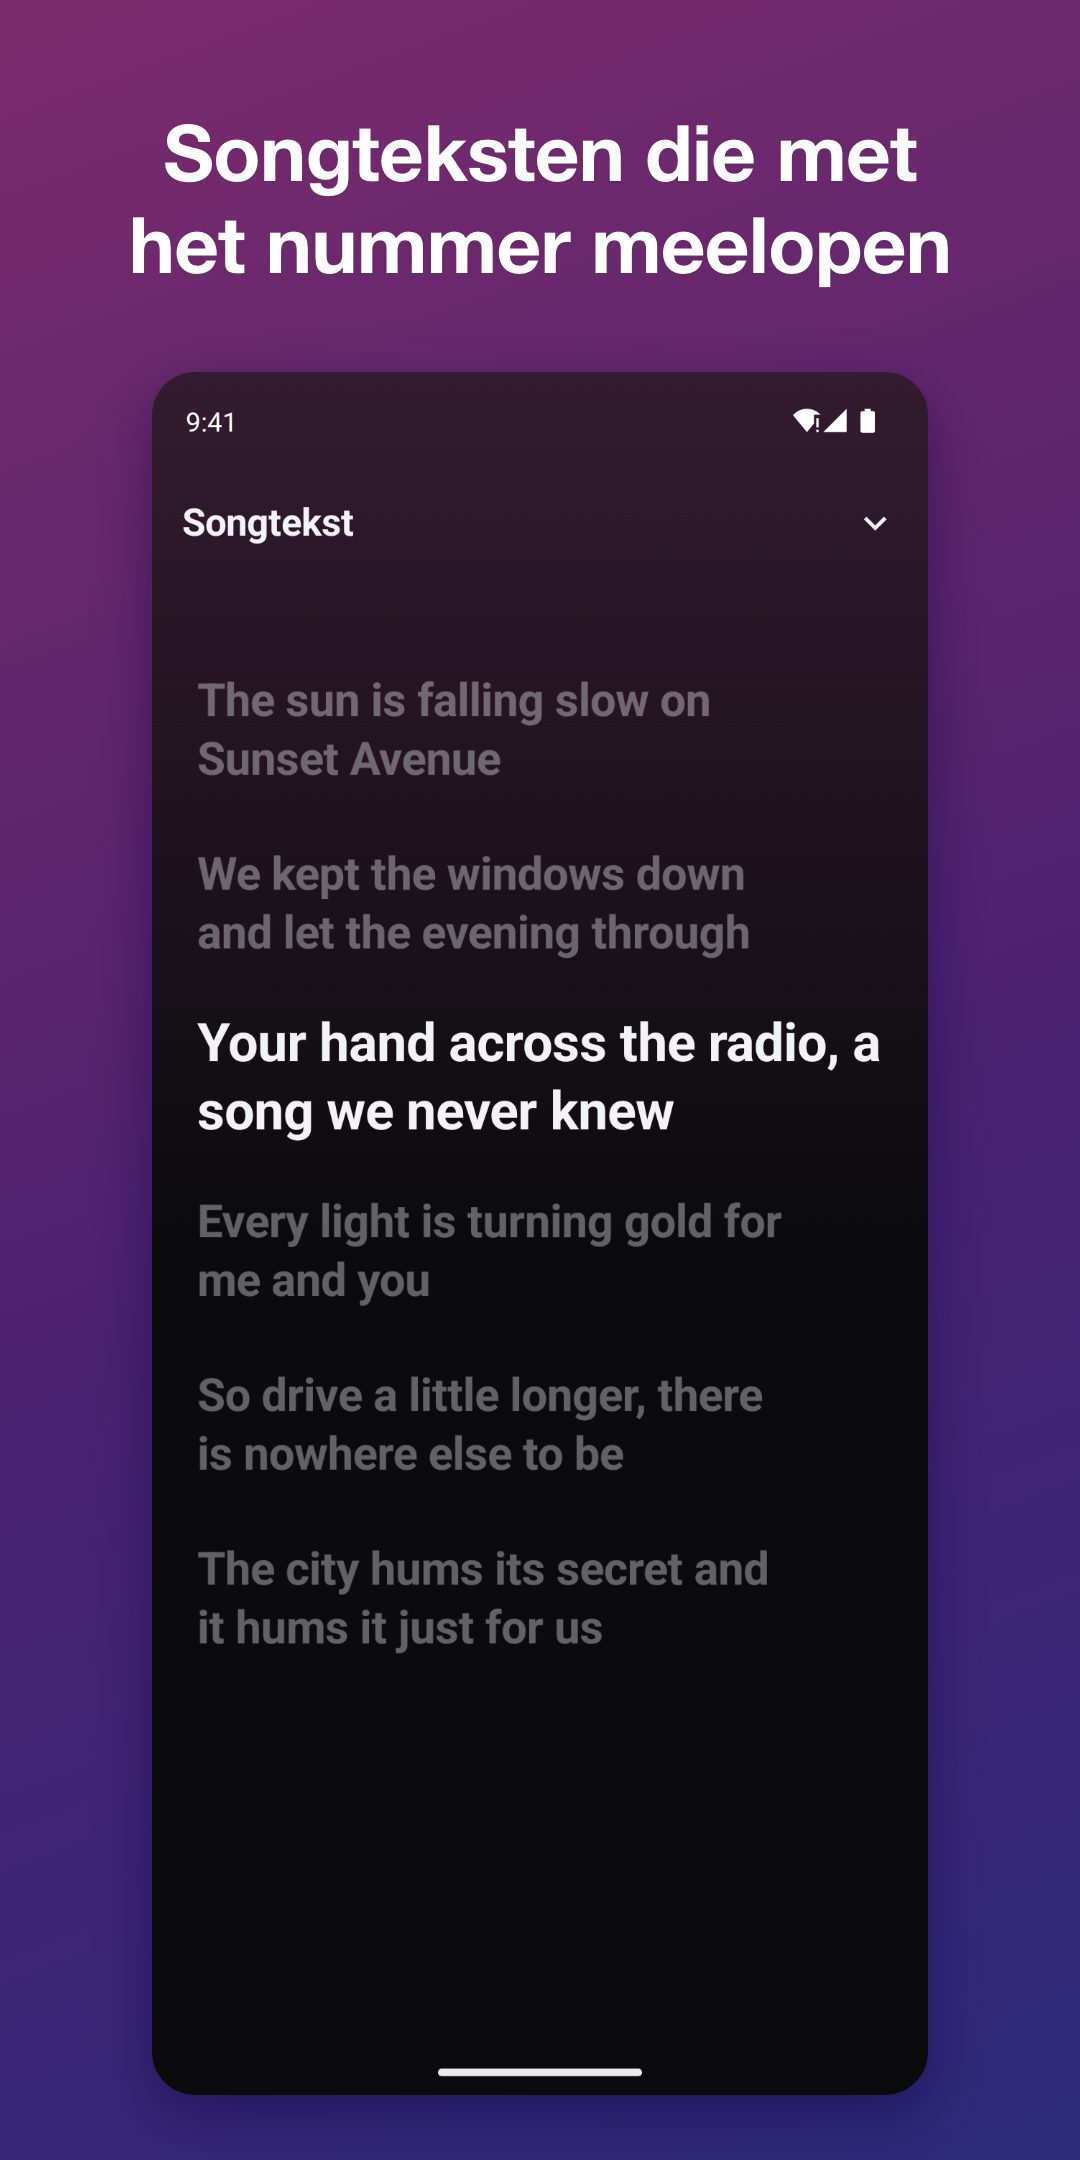 Songteksten die met
het nummer meelopen
9:41
Songtekst
The sun is falling slow on
Sunset Avenue
We kept the windows down
and let the evening through
Your hand across the radio, a
song we never knew
Every light is turning gold for
me and you
So drive a little longer, there
is nowhere else to be
The city hums its secret and
it hums it just for us